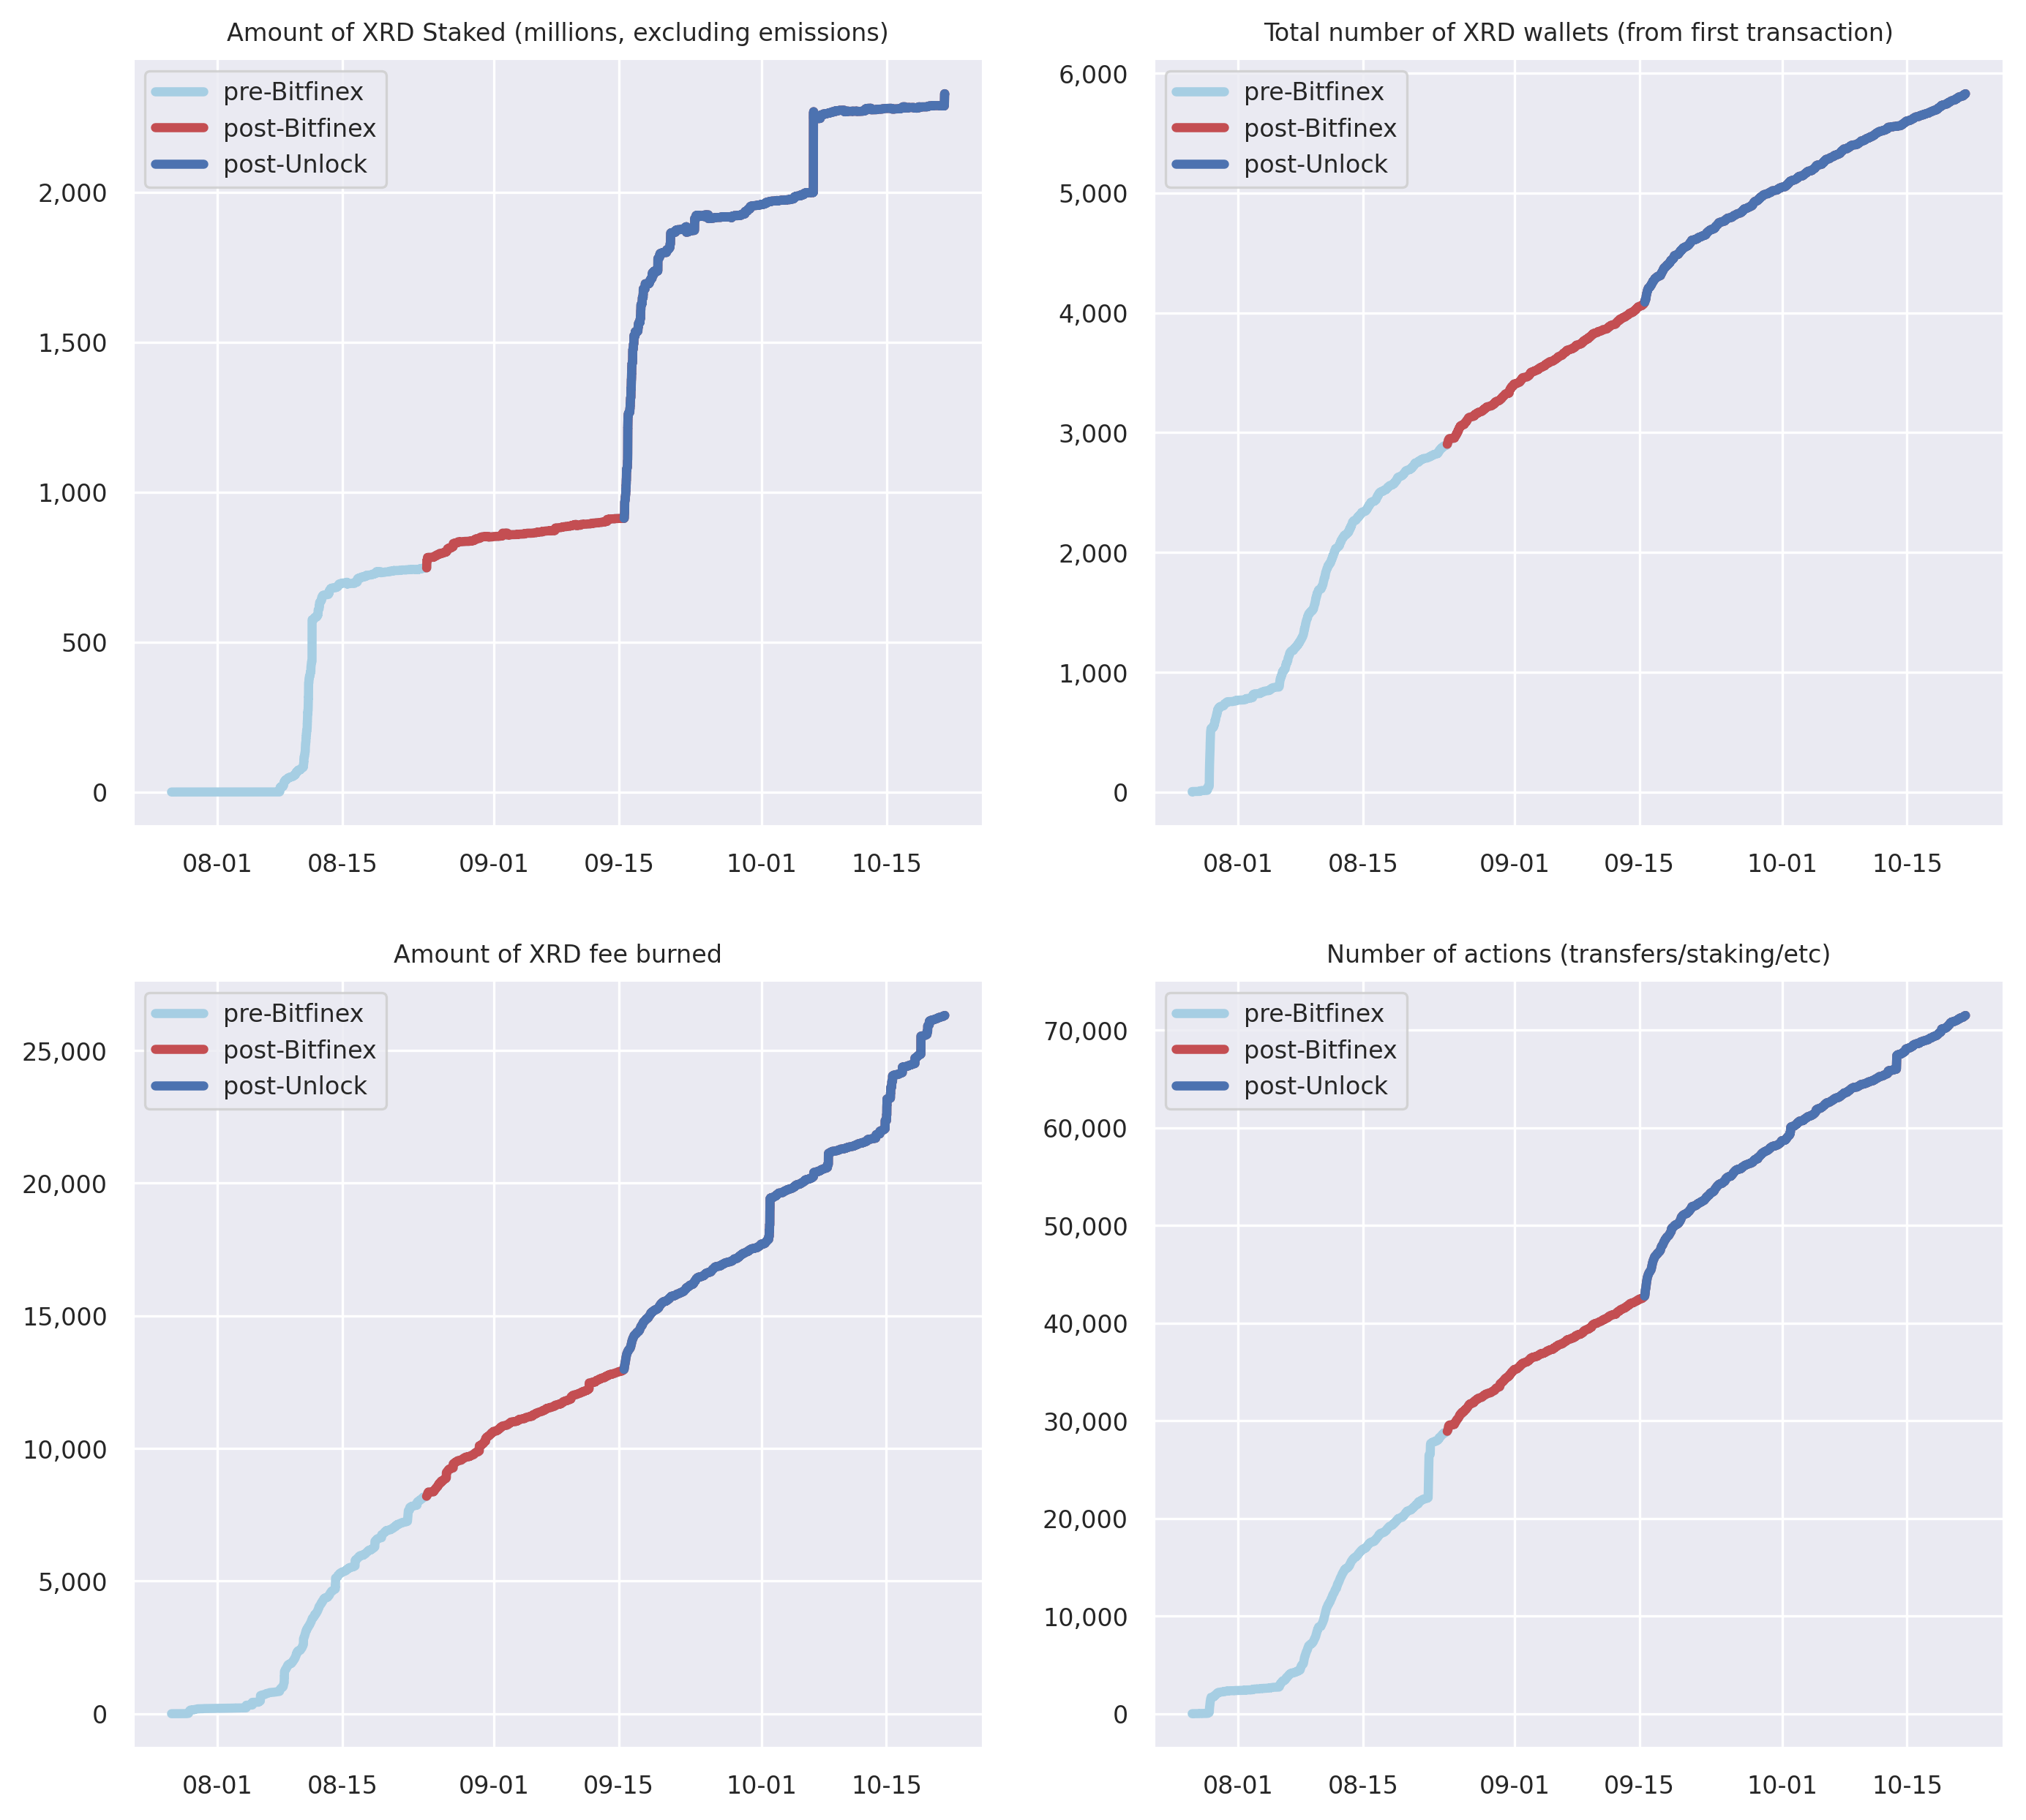 Amount of XRD Staked (millions, excluding emissions)
pre-Bitfinex
post-Bitfinex
post-Unlock
2,000
1,500
1,000
500
0
08-01 08-15 09-01 09-15 10-01 10-15
Total number of XRD wallets (from first transaction)
pre-Bitfinex
post-Bitfinex
post-Unlock
6,000
5,000
4,000
3,000
2,000
1,000
0
08-01 08-15 09-01 09-15 10-01 10-15
Amount of XRD fee burned
pre-Bitfinex
post-Bitfinex
post-Unlock
25,000
20,000
15,000
10,000
5,000
0
08-01 08-15 09-01 09-15 10-01 10-15
Number of actions (transfers/staking/etc)
pre-Bitfinex
post-Bitfinex
post-Unlock
70,000
60,000
50,000
40,000
30,000
20,000
10,000
0
08-01 08-15 09-01 09-15 10-01 10-15